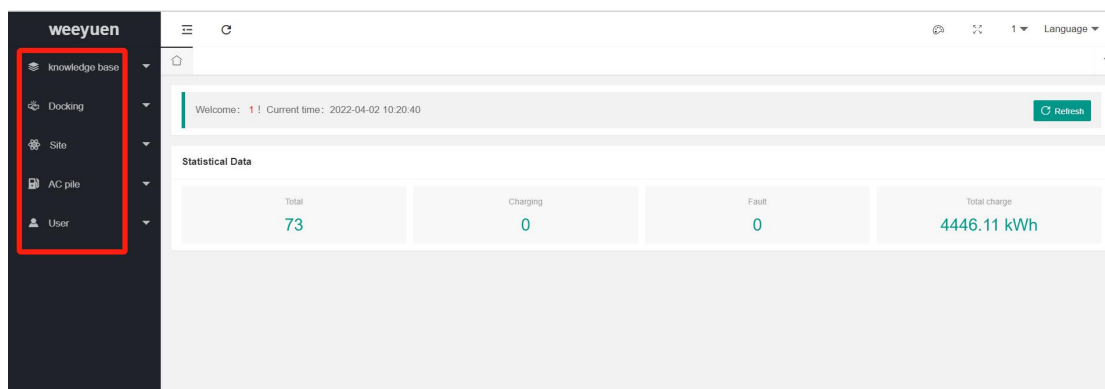 weeyuen
1
Language
knowledge base
Docking
Site
AC pile
User
Welcome： 1！ Current time：2022-04-02 10:20:40
Refresh
Statistical Data
Total
Charging
Fault
Total charge
73
0
0
4446.11 kWh